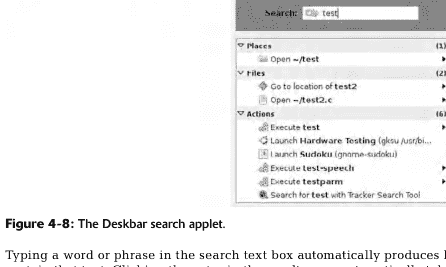 Search: test
Places (1)
Open ~/test
Files (2)
Go to location of test2
Open ~/test2.c
Actions (6)
Execute test
Launch Hardware Testing (gksu /usr/bi...
Launch Sudoku (gnome-sudoku)
Execute test-speech
Execute testparm
Search for test with Tracker Search Tool
Figure 4-8: The Deskbar search applet.
Typing a word or phrase in the search text box automatically produces